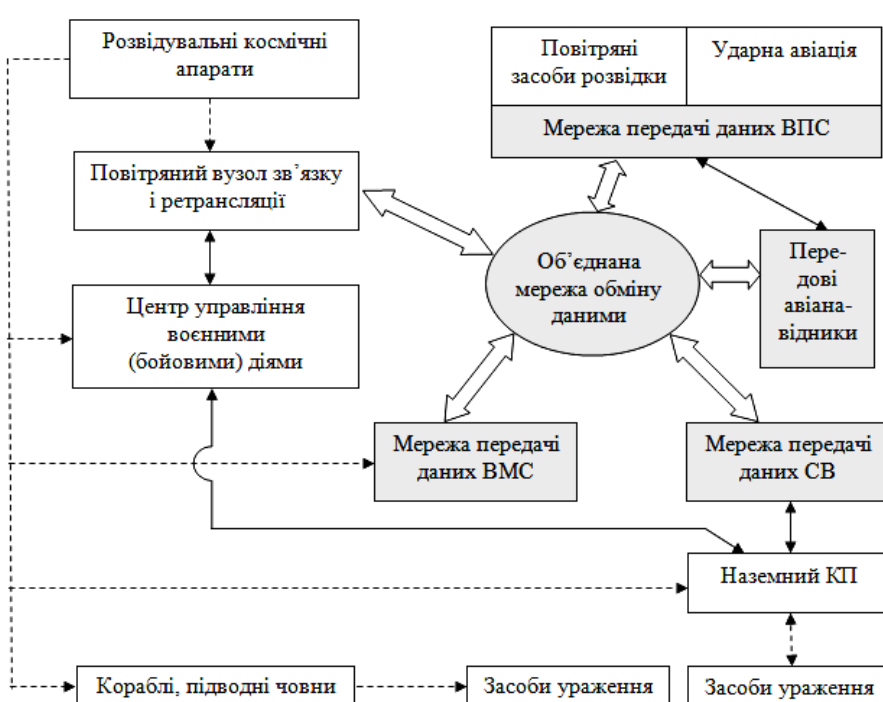 Розвідувальні космічні
апарати
Повітряні
засоби розвідки
Ударна авіація
Мережа передачі даних ВПС
Повітряний вузол зв’язку
і ретрансляції
Об’єднана
мережа обміну
даними
Пере-
дові
авіана-
відники
Центр управління
воєнними
(бойовими) діями
Мережа передачі
даних ВМС
Мережа передачі
даних СВ
Наземний КП
Кораблі, підводні човни
Засоби ураження
Засоби ураження